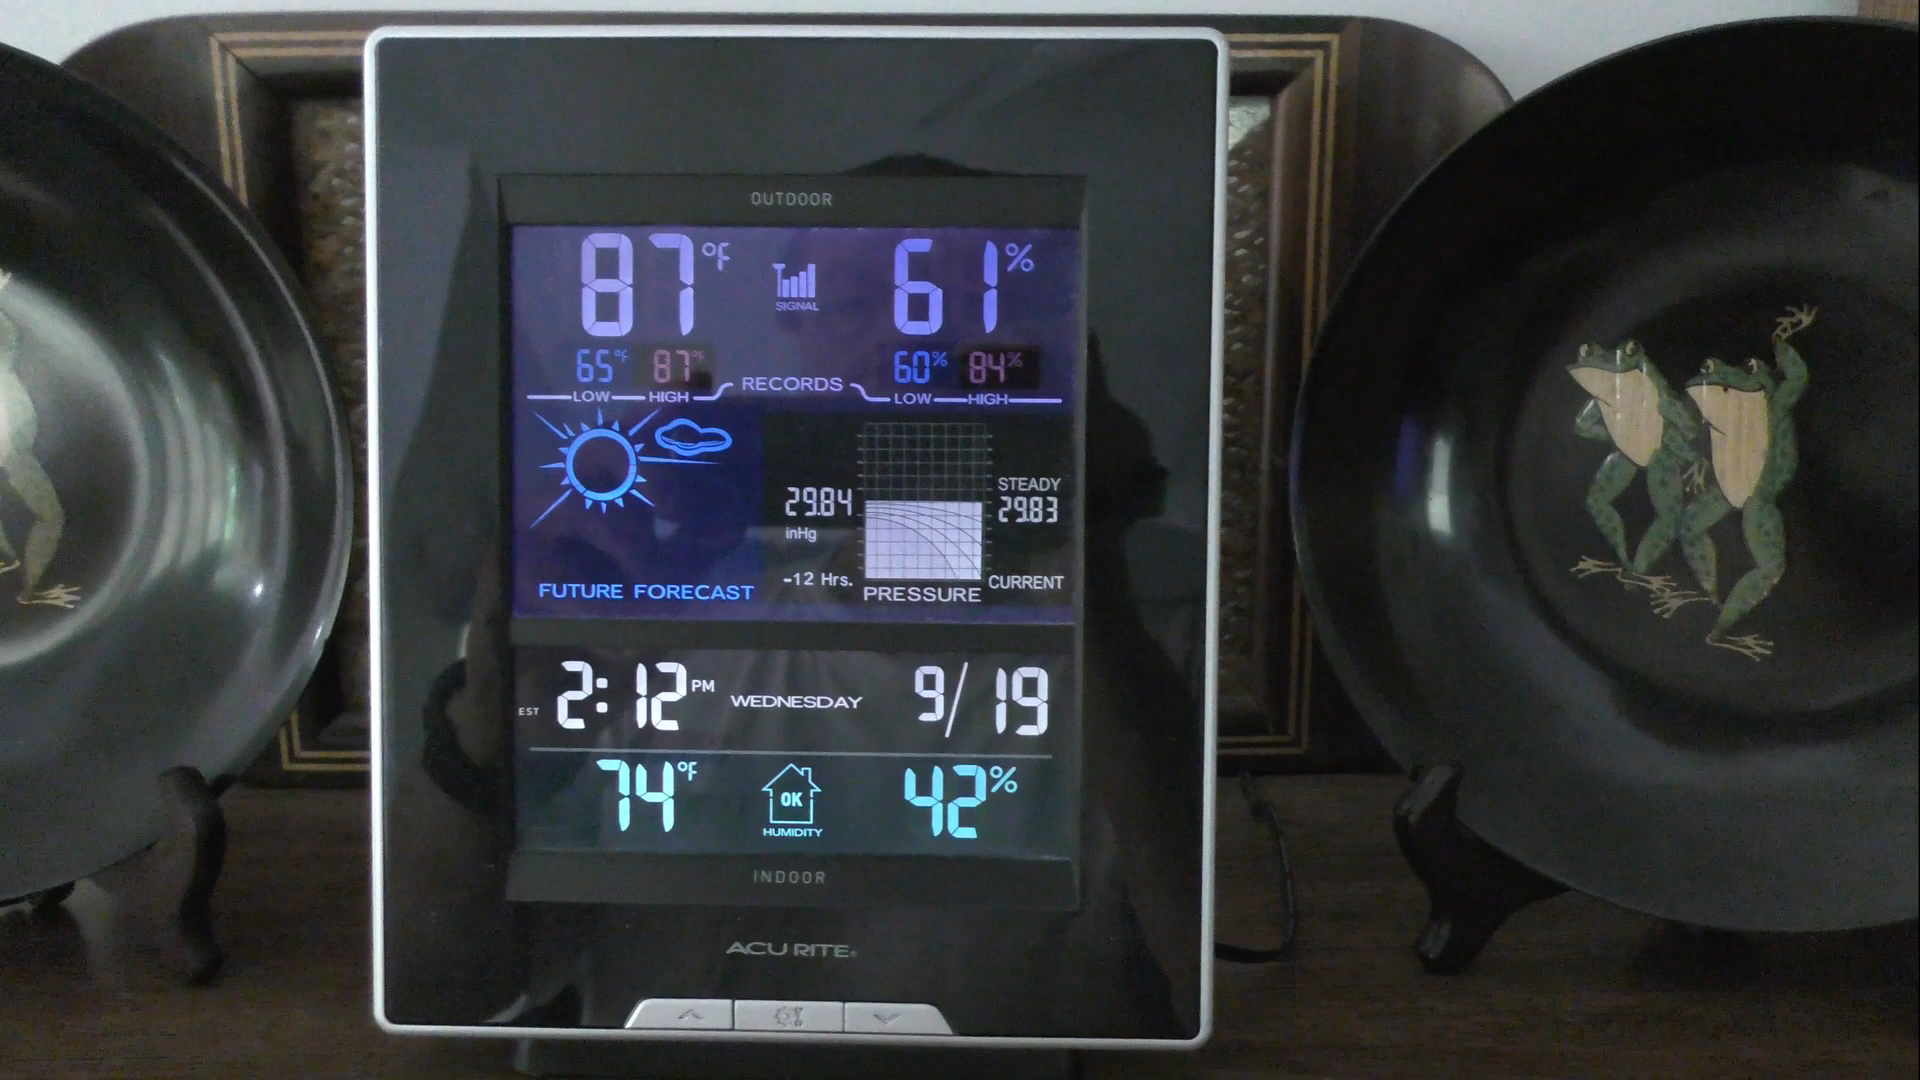 OUTDOOR
87°F SIGNAL 61%
65°F 87°F RECORDS 60% 84%
LOW HIGH LOW HIGH
STEADY
29.84 29.83
inHg
-12 Hrs. CURRENT
FUTURE FORECAST PRESSURE
EST 2:12 PM WEDNESDAY 9/19
74°F OK 42%
HUMIDITY
INDOOR
ACURITE®